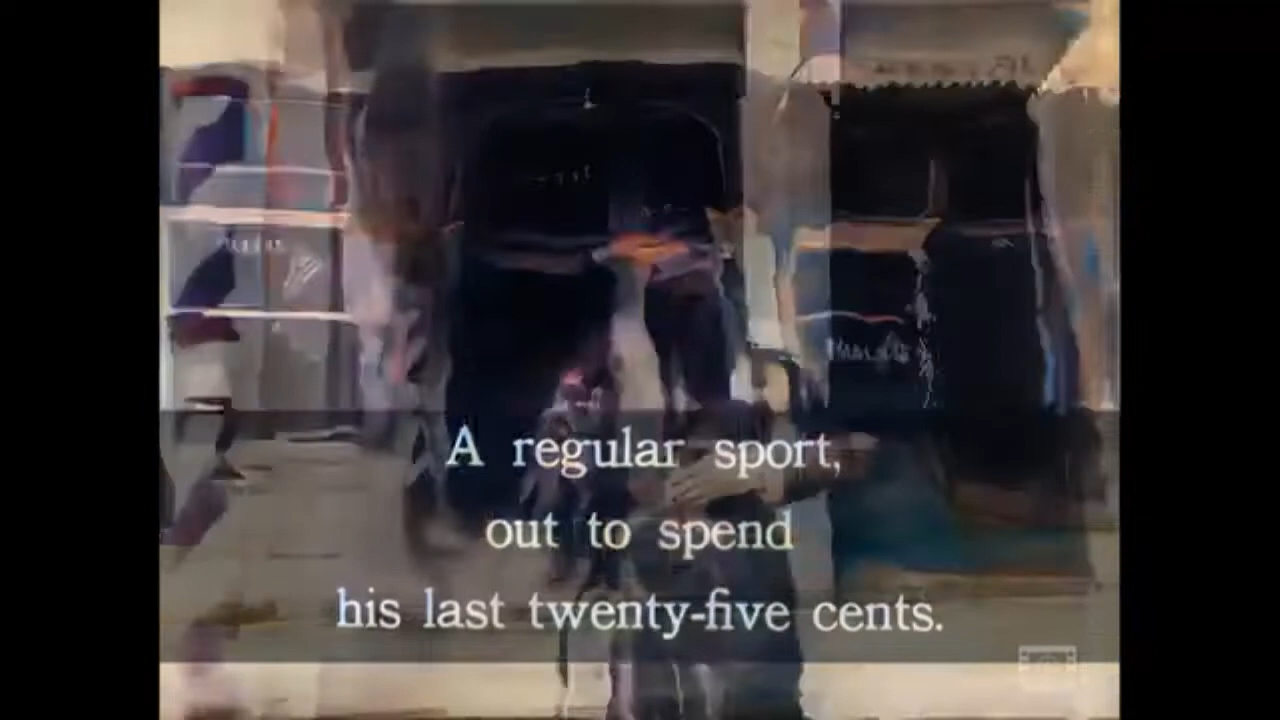 A regular sport,
out to spend
his last twenty-five cents.